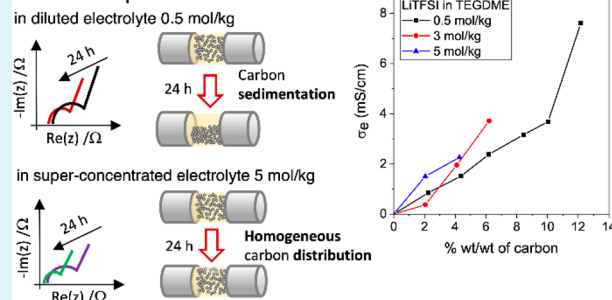 in diluted electrolyte 0.5 mol/kg
-Im(z) /Ω
24 h
Re(z) /Ω
24 h
Carbon
sedimentation
in super-concentrated electrolyte 5 mol/kg
-Im(z) /Ω
24 h
Re(z) /Ω
24 h
Homogeneous
carbon distribution
LiTFSI in TEGDME
0.5 mol/kg
3 mol/kg
5 mol/kg
σe (mS/cm)
8
6
4
2
0
0 2 4 6 8 10 12 14
% wt/wt of carbon